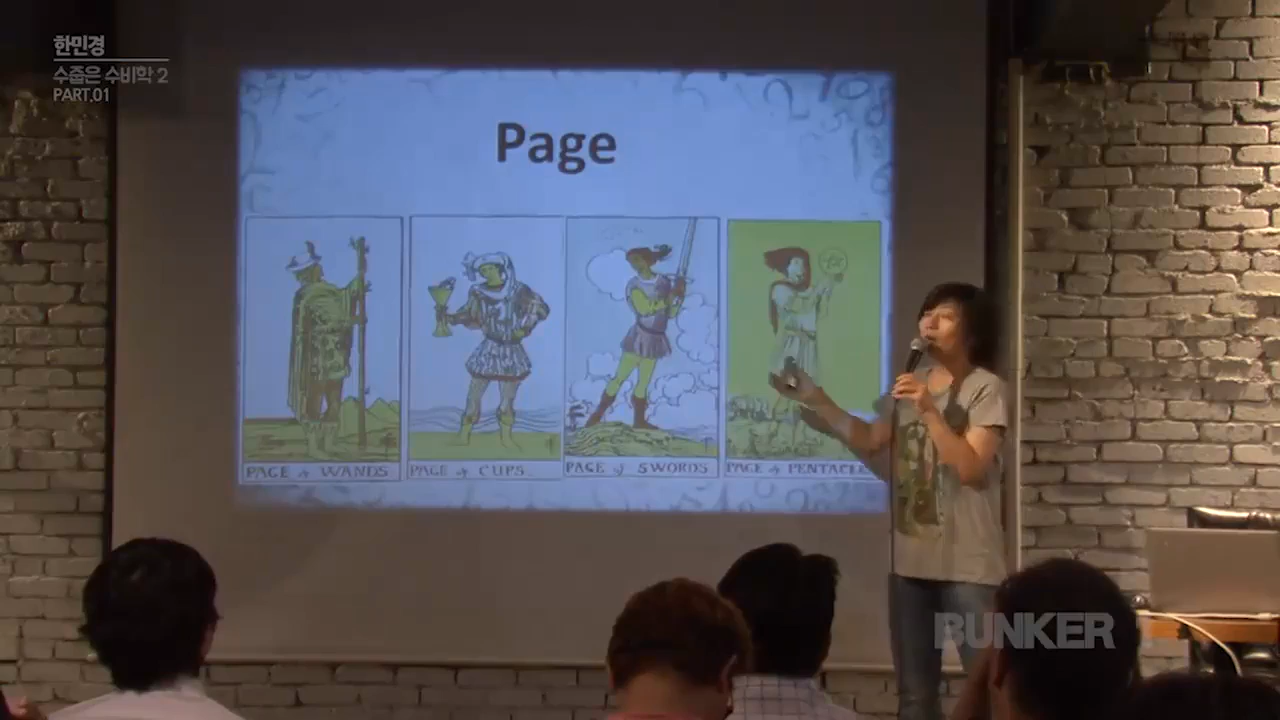 한민경
수줍은 수비학 2
PART.01
Page
PAGE of WANDS
PAGE of CUPS.
PAGE of SWORDS.
PAGE of PENTACLE
BUNKER